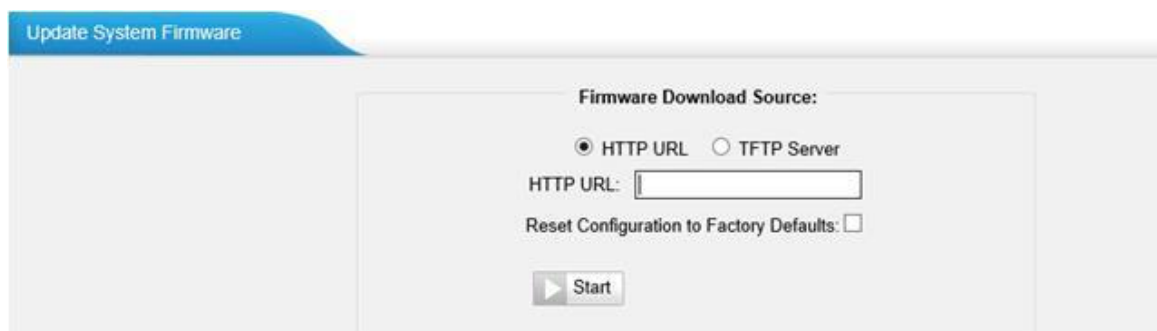 Update System Firmware
Firmware Download Source:
HTTP URL TFTP Server
HTTP URL:
Reset Configuration to Factory Defaults:
Start